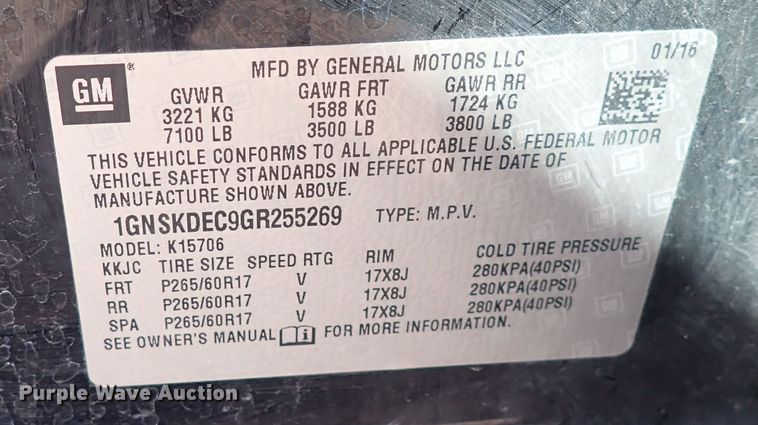 MFD BY GENERAL MOTORS LLC 01/16
GM ®
GVWR GAWR FRT GAWR RR
3221 KG 1588 KG 1724 KG
7100 LB 3500 LB 3800 LB
THIS VEHICLE CONFORMS TO ALL APPLICABLE U.S. FEDERAL MOTOR
VEHICLE SAFETY STANDARDS IN EFFECT ON THE DATE OF
MANUFACTURE SHOWN ABOVE.
1GNSKDEC9GR255269 TYPE: M.P.V.
MODEL: K15706
KKJC TIRE SIZE SPEED RTG RIM COLD TIRE PRESSURE
FRT P265/60R17 V 17X8J 280KPA(40PSI)
RR P265/60R17 V 17X8J 280KPA(40PSI)
SPA P265/60R17 V 17X8J 280KPA(40PSI)
SEE OWNER'S MANUAL FOR MORE INFORMATION.
Purple Wave Auction